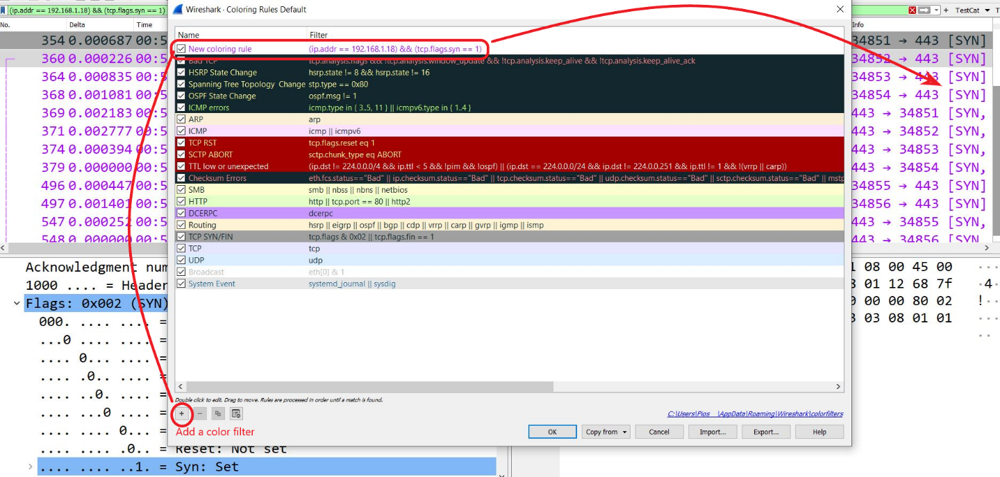 (ip.addr == 192.168.1.18) && (tcp.flags.syn == 1)
Wireshark · Coloring Rules Default
+ TestCat
No. Delta Time
Info
Name Filter
New coloring rule (ip.addr == 192.168.1.18) && (tcp.flags.syn == 1)
Bad TCP tcp.analysis.flags && !tcp.analysis.window_update && !tcp.analysis.keep_alive && !tcp.analysis.keep_alive_ack
HSRP State Change hsrp.state != 8 && hsrp.state != 16
Spanning Tree Topology Change stp.type == 0x80
OSPF State Change ospf.msg != 1
ICMP errors icmp.type in { 3..5, 11 } || icmpv6.type in { 1..4 }
ARP arp
ICMP icmp || icmpv6
TCP RST tcp.flags.reset eq 1
SCTP ABORT sctp.chunk_type eq ABORT
TTL low or unexpected (ip.dst != 224.0.0.0/4 && ip.ttl < 5 && !pim && !ospf) || (ip.dst == 224.0.0.0/24 && ip.dst != 224.0.0.251 && ip.ttl != 1 && !(vrrp || carp))
Checksum Errors eth.fcs.status=="Bad" || ip.checksum.status=="Bad" || tcp.checksum.status=="Bad" || udp.checksum.status=="Bad" || sctp.checksum.status=="Bad" || mstp
SMB smb || nbss || nbns || netbios
HTTP http || tcp.port == 80 || http2
DCERPC dcerpc
Routing hsrp || eigrp || ospf || bgp || cdp || vrrp || carp || gvrp || igmp || ismp
TCP SYN/FIN tcp.flags & 0x02 || tcp.flags.fin == 1
TCP tcp
UDP udp
Broadcast eth[0] & 1
System Event systemd_journal || sysdig
Double click to edit. Drag to move. Rules are processed in order until a match is found.
+ −
C:\Users\Pios \AppData\Roaming\Wireshark\colorfilters
Add a color filter
OK Copy from Cancel Import... Export... Help
354 0.000687 00:5
360 0.000226 00:5
364 0.000835 00:5
368 0.001081 00:5
369 0.002183 00:5
371 0.002777 00:5
374 0.000394 00:5
379 0.000000 00:5
496 0.000447 00:5
497 0.001401 00:5
547 0.000252 00:5
548 0.000000 00:5
34851 → 443 [SYN]
34852 → 443 [SYN]
34853 → 443 [SYN]
34854 → 443 [SYN]
443 → 34851 [SYN,
443 → 34852 [SYN,
443 → 34853 [SYN,
443 → 34854 [SYN,
34855 → 443 [SYN]
34856 → 443 [SYN]
443 → 34855 [SYN,
443 → 34856 [SYN,
Acknowledgment num
1000 .... = Header
Flags: 0x002 (SYN)
000. .... .... =
...0 .... .... =
.... 0... .... =
.... .0.. .... =
.... ..0. .... =
.... ...0 .... =
.... .... 0... =
.... .... .0.. = Reset: Not set
.... .... ..1. = Syn: Set
08 00 45 00 ···
01 12 68 7f ·4·
00 00 80 02 !··
03 08 01 01 ···
··